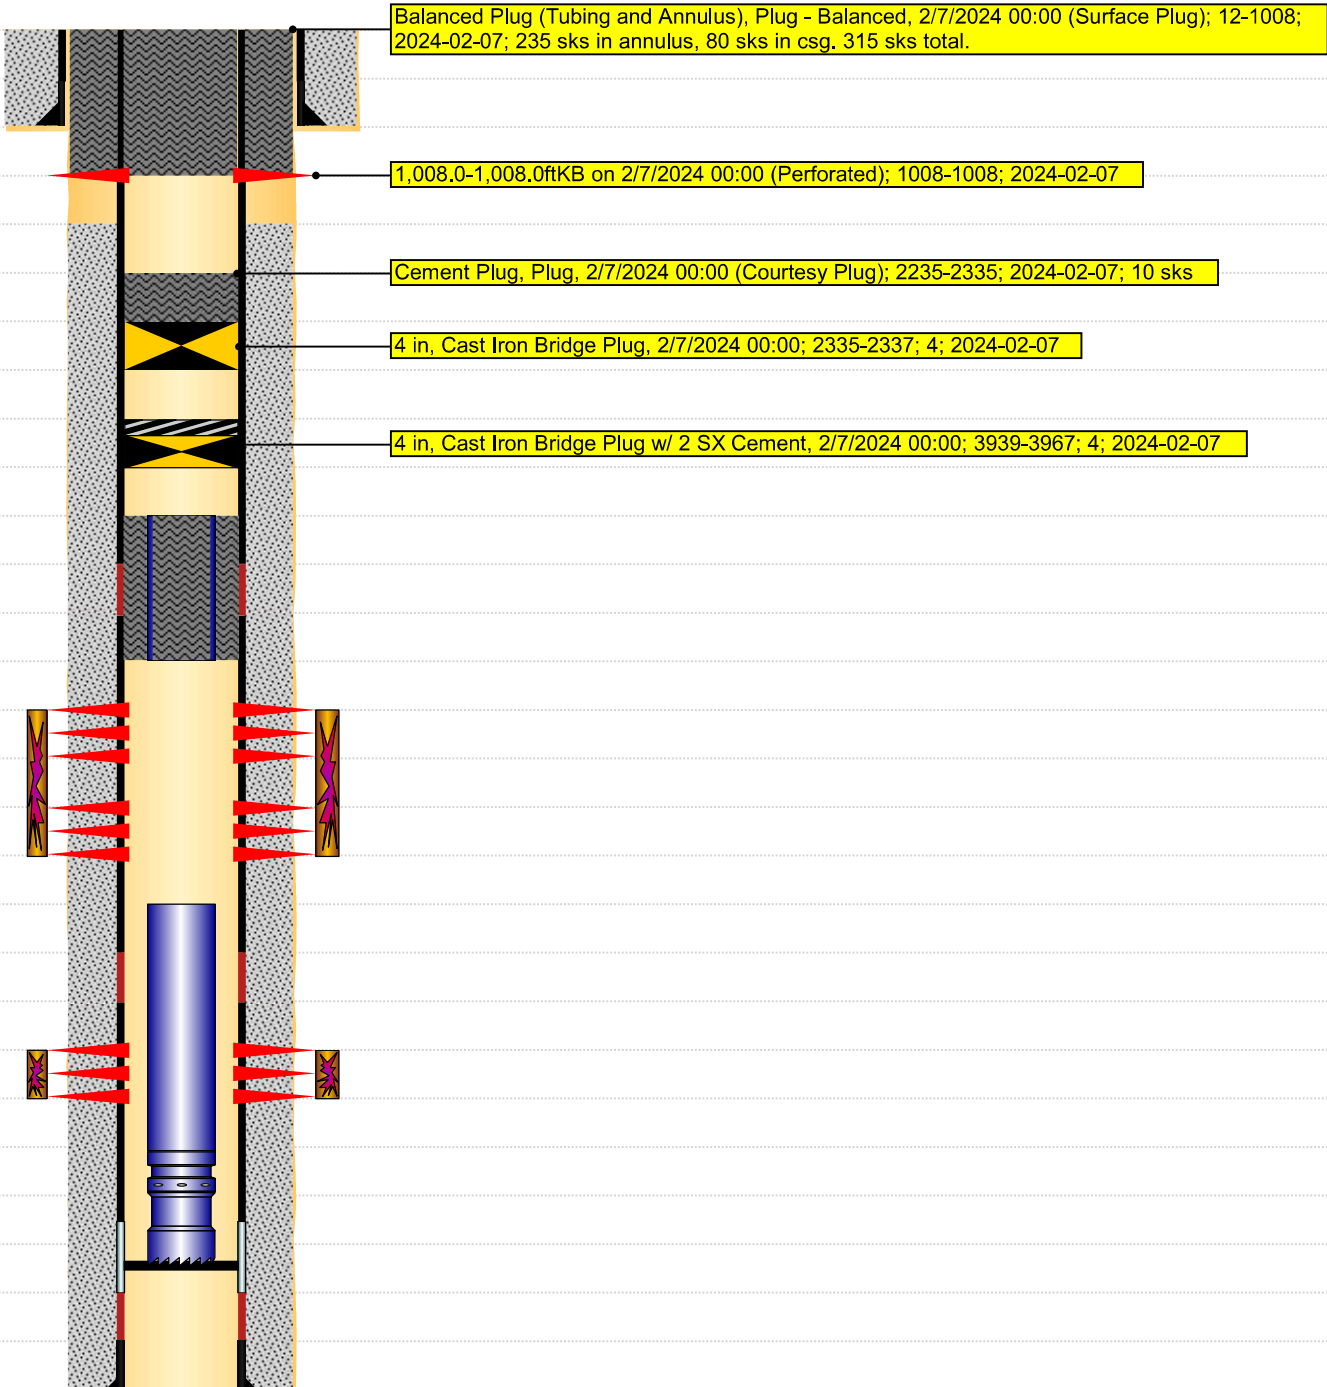 Balanced Plug (Tubing and Annulus), Plug - Balanced, 2/7/2024 00:00 (Surface Plug); 12-1008;
2024-02-07; 235 sks in annulus, 80 sks in csg. 315 sks total.
1,008.0-1,008.0ftKB on 2/7/2024 00:00 (Perforated); 1008-1008; 2024-02-07
Cement Plug, Plug, 2/7/2024 00:00 (Courtesy Plug); 2235-2335; 2024-02-07; 10 sks
4 in, Cast Iron Bridge Plug, 2/7/2024 00:00; 2335-2337; 4; 2024-02-07
4 in, Cast Iron Bridge Plug w/ 2 SX Cement, 2/7/2024 00:00; 3939-3967; 4; 2024-02-07